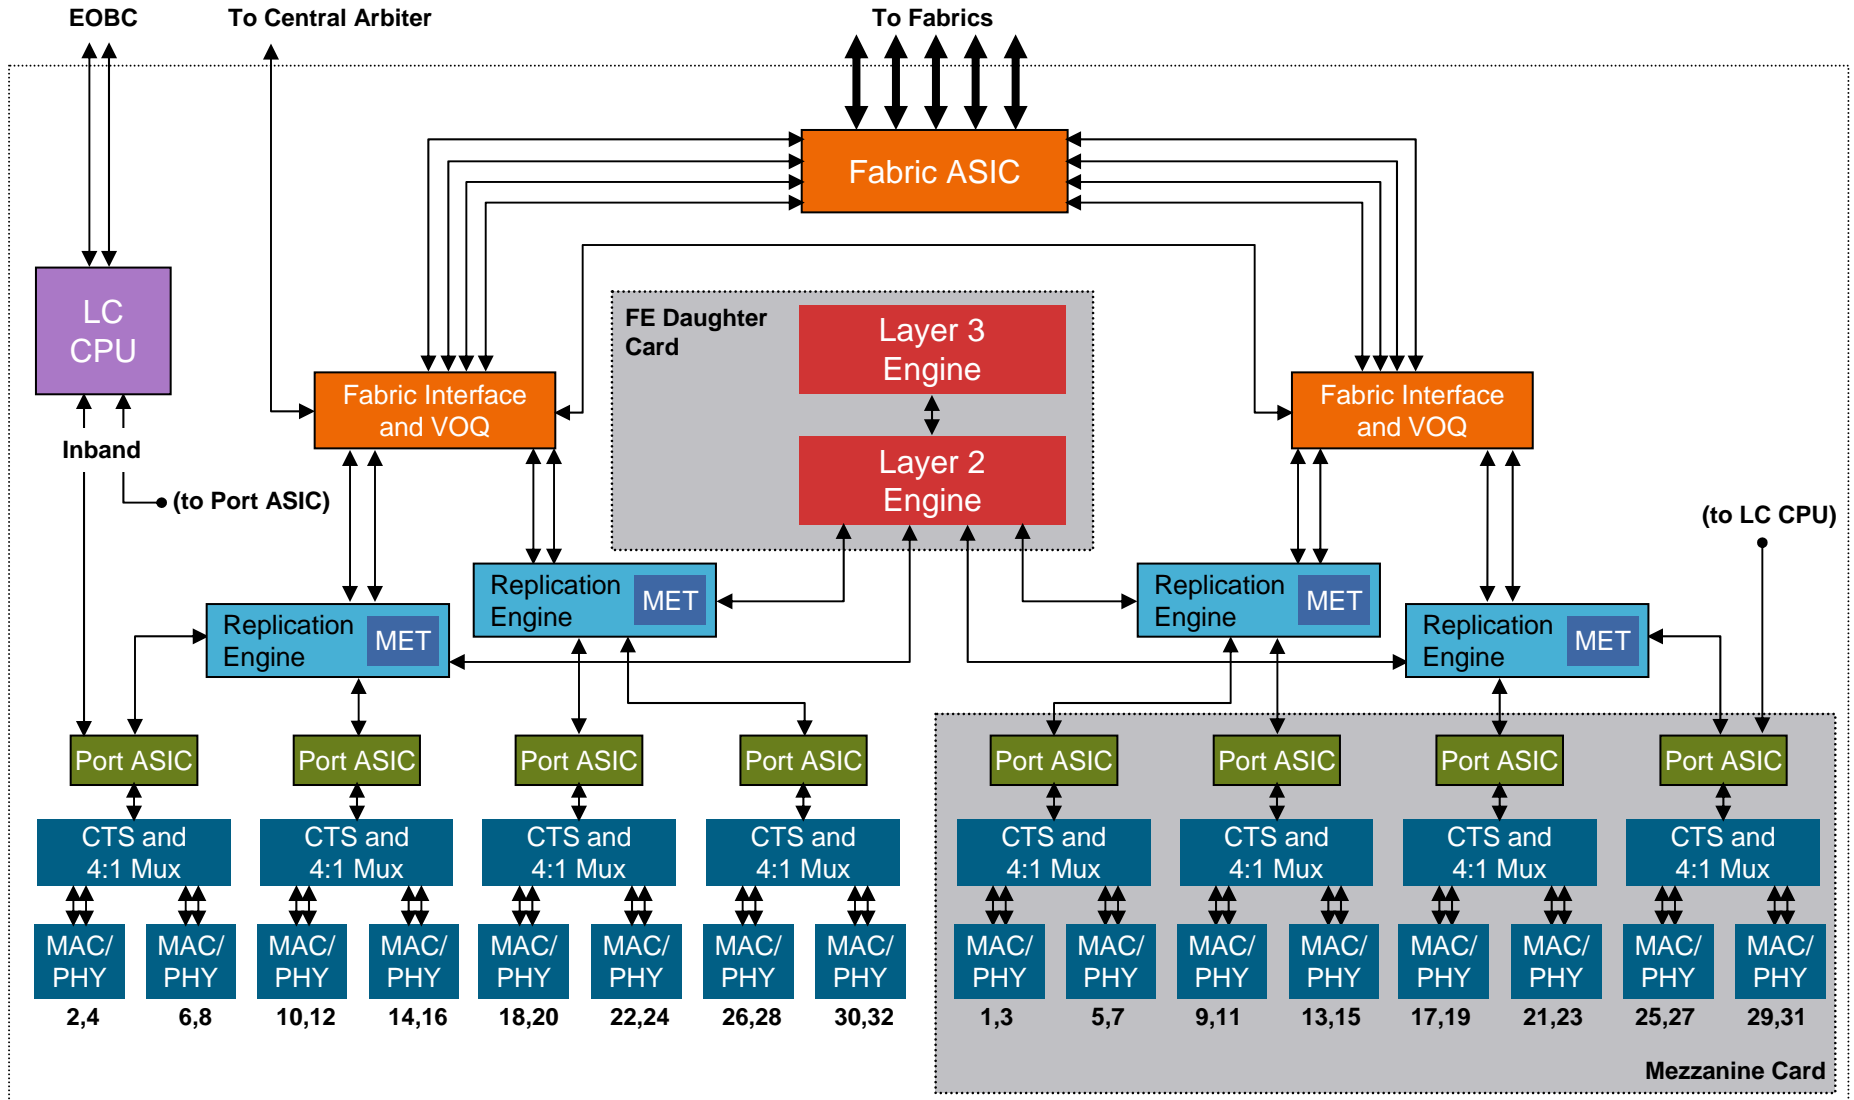 EOBC
To Central Arbiter
To Fabrics
Fabric ASIC
LC
CPU
FE Daughter
Card
Layer 3
Engine
Fabric Interface
and VOQ
Fabric Interface
and VOQ
Inband
Layer 2
Engine
(to Port ASIC)
(to LC CPU)
Replication
Engine
MET
Replication
Engine
MET
Replication
Engine
MET
Replication
Engine
MET
Port ASIC
Port ASIC
Port ASIC
Port ASIC
Port ASIC
Port ASIC
Port ASIC
Port ASIC
CTS and
4:1 Mux
CTS and
4:1 Mux
CTS and
4:1 Mux
CTS and
4:1 Mux
CTS and
4:1 Mux
CTS and
4:1 Mux
CTS and
4:1 Mux
CTS and
4:1 Mux
MAC/
PHY
MAC/
PHY
MAC/
PHY
MAC/
PHY
MAC/
PHY
MAC/
PHY
MAC/
PHY
MAC/
PHY
MAC/
PHY
MAC/
PHY
MAC/
PHY
MAC/
PHY
MAC/
PHY
MAC/
PHY
MAC/
PHY
MAC/
PHY
2,4
6,8
10,12
14,16
18,20
22,24
26,28
30,32
1,3
5,7
9,11
13,15
17,19
21,23
25,27
29,31
Mezzanine Card